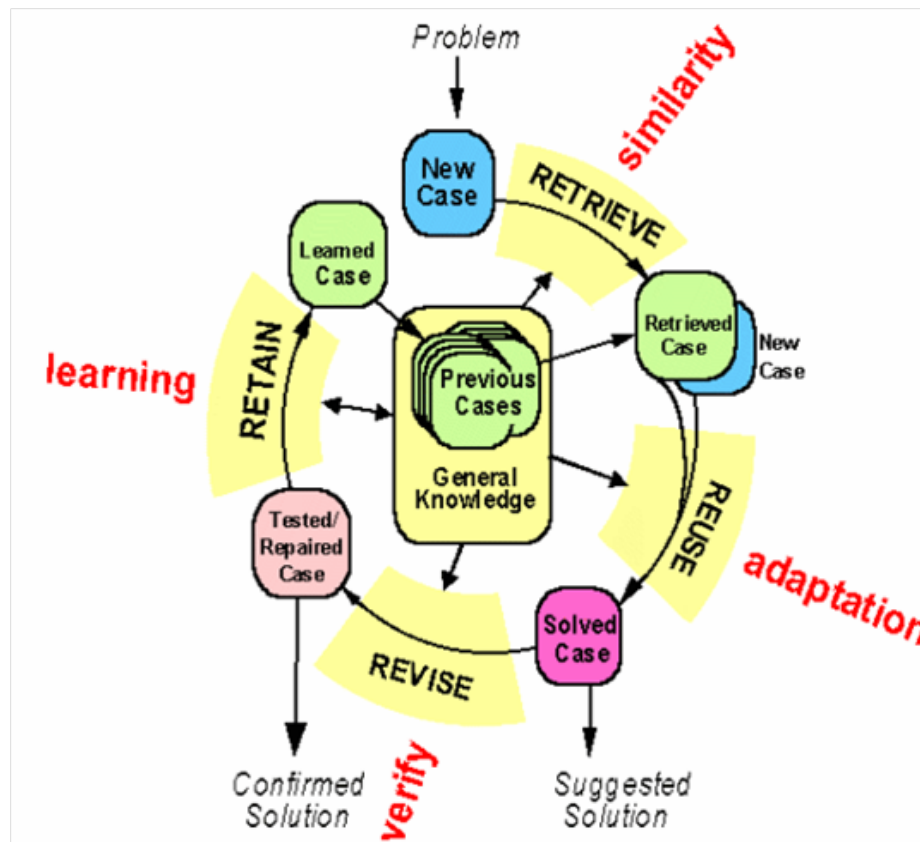 Problem
similarity
New
Case
RETRIEVE
Learned
Case
Retrieved
Case
New
Case
Previous
Cases
General
Knowledge
learning
RETAIN
REUSE
adaptation
Tested/
Repaired
Case
Solved
Case
REVISE
verify
Confirmed
Solution
Suggested
Solution